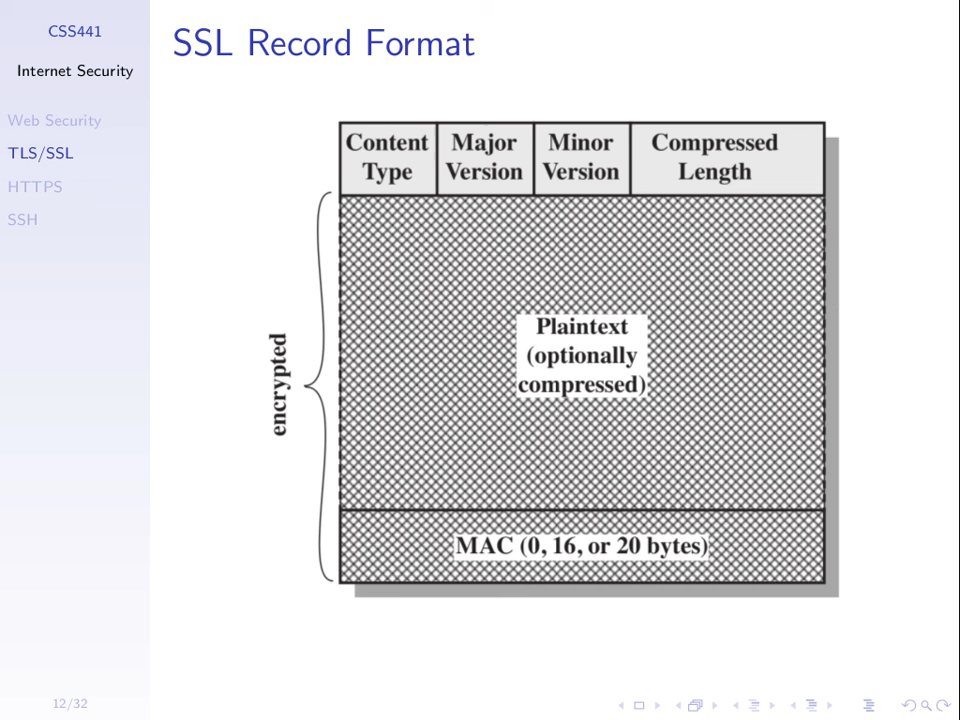 CSS441
Internet Security
Web Security
TLS/SSL
HTTPS
SSH
SSL Record Format
Content
Type
Major
Version
Minor
Version
Compressed
Length
encrypted
Plaintext
(optionally
compressed)
MAC (0, 16, or 20 bytes)
12/32